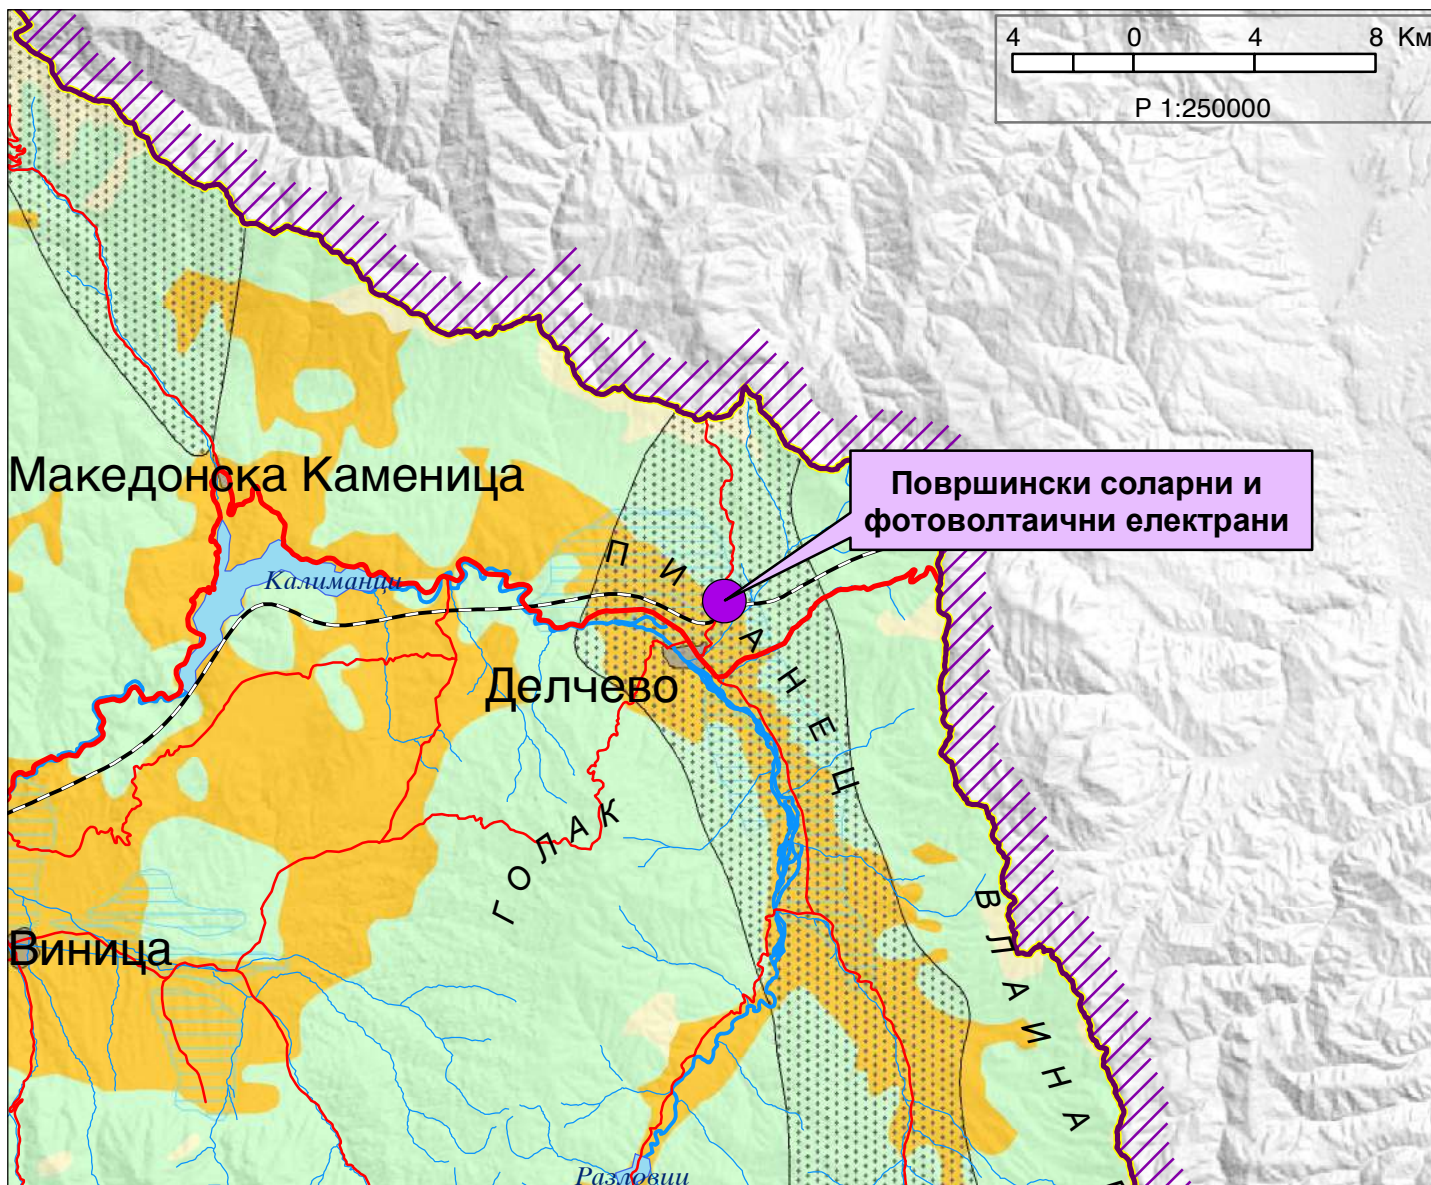 4 0 4 8 Км
Р 1:250000
Македонска Каменица
Површински соларни и
фотоволтаични електрани
ПИАНЕЦ
Калиманци
Делчево
ГОЛАК
Виница
ВЛАИНА
Разловци